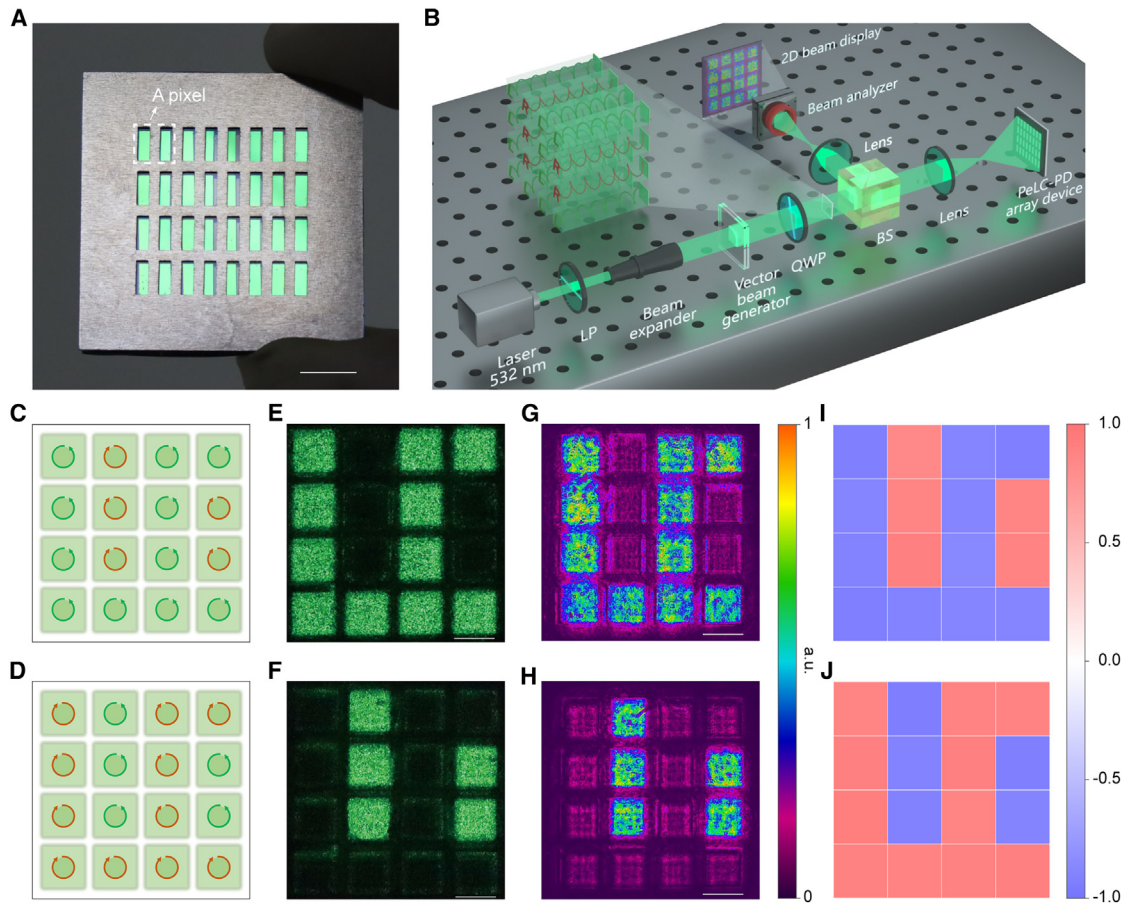 A
A pixel
B
2D beam display
Beam analyzer
Lens
PeLC-PD
array device
Lens
BS
QWP
Vector
beam
generator
Beam
expander
LP
Laser
532 nm
C
E
G
1
I
1.0
0.5
D
F
H
a.u.
J
0.0
-0.5
0
-1.0